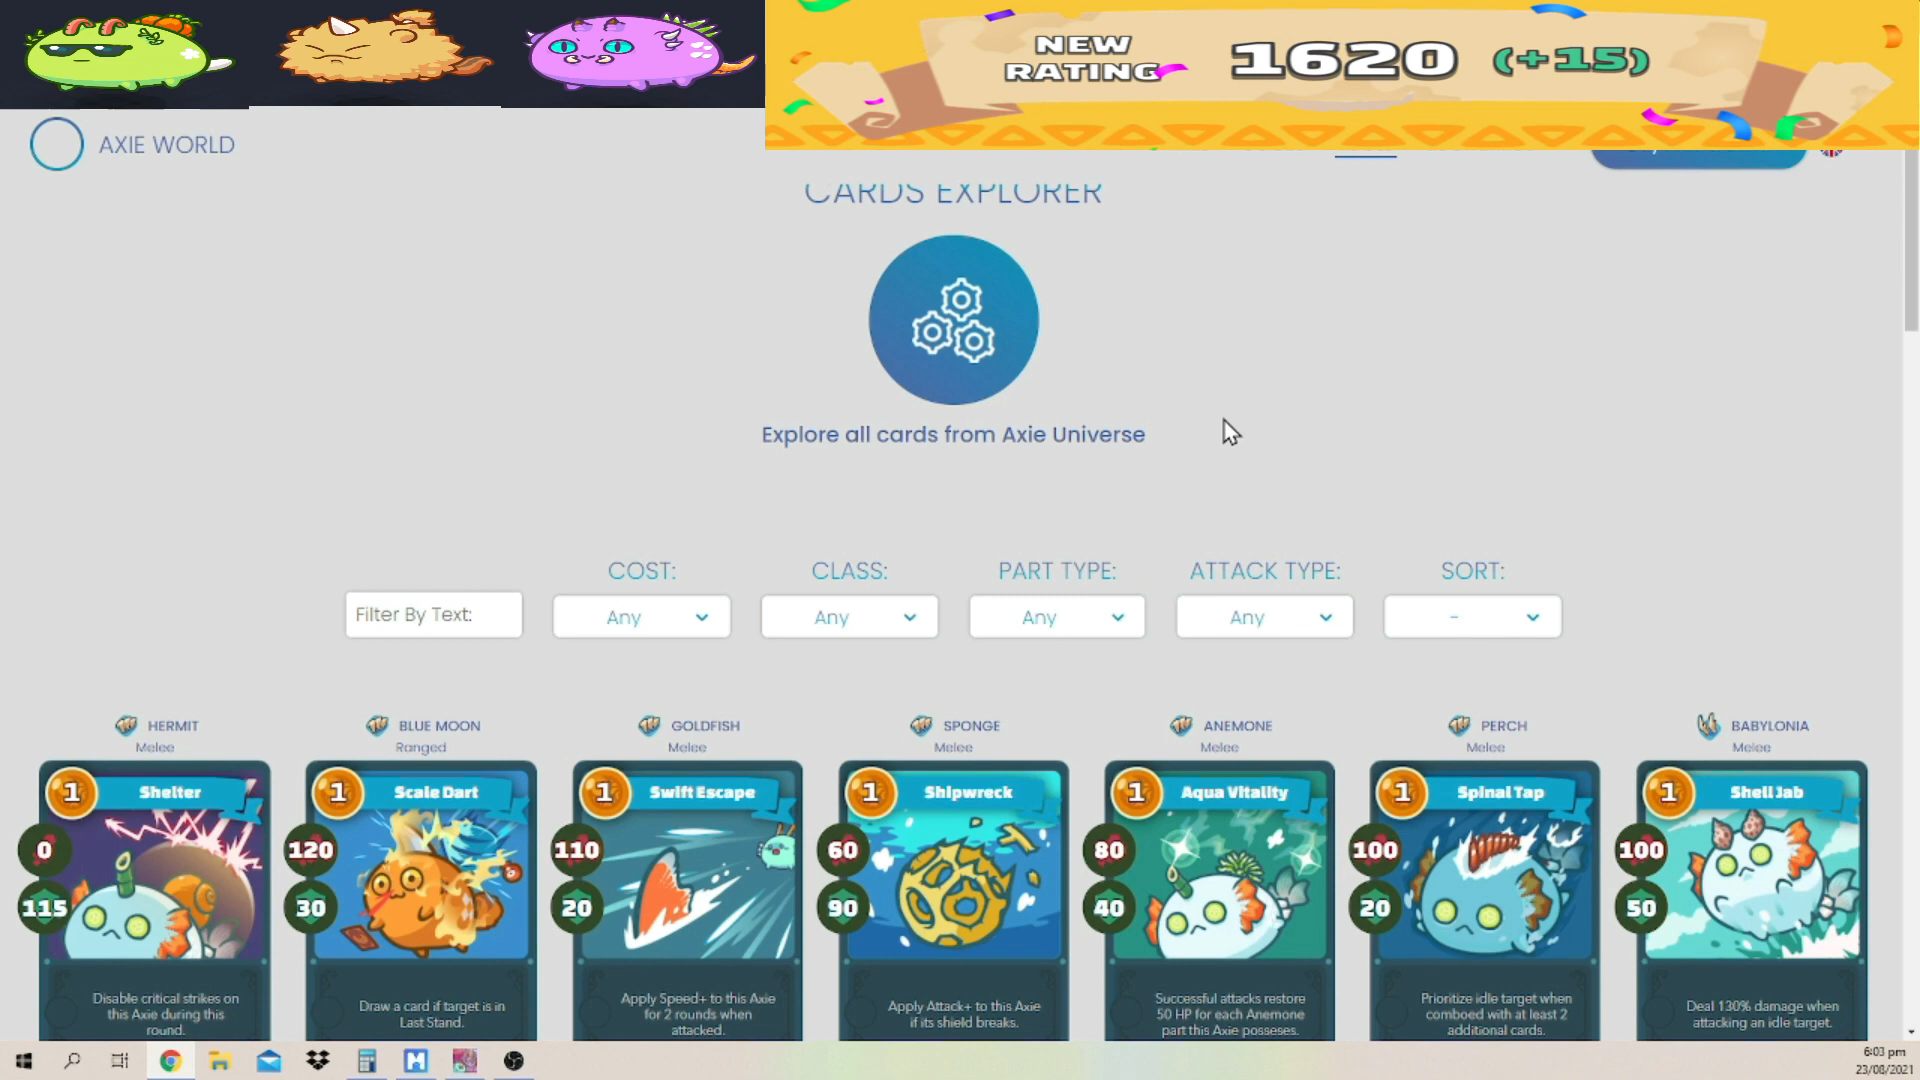 NEW
RATING
1620 (+15)
AXIE WORLD
CARDS EXPLORER
Explore all cards from Axie Universe
COST:
CLASS:
PART TYPE:
ATTACK TYPE:
SORT:
Filter By Text:
Any
Any
Any
Any
-
HERMIT
Melee
1
Shelter
0
115
Disable critical strikes on
this Axie during this
round.
BLUE MOON
Ranged
1
Scale Dart
120
30
Draw a card if target is in
Last Stand.
GOLDFISH
Melee
1
Swift Escape
110
20
Apply Speed+ to this Axie
for 2 rounds when
attacked.
SPONGE
Melee
1
Shipwreck
60
90
Apply Attack+ to this Axie
if its shield breaks.
ANEMONE
Melee
1
Aqua Vitality
80
40
Successful attacks restore
50 HP for each Anemone
part this Axie posseses.
PERCH
Melee
1
Spinal Tap
100
20
Prioritize idle target when
comboed with at least 2
additional cards.
BABYLONIA
Melee
1
Shell Jab
100
50
Deal 130% damage when
attacking an idle target.
6:03 pm
23/08/2021